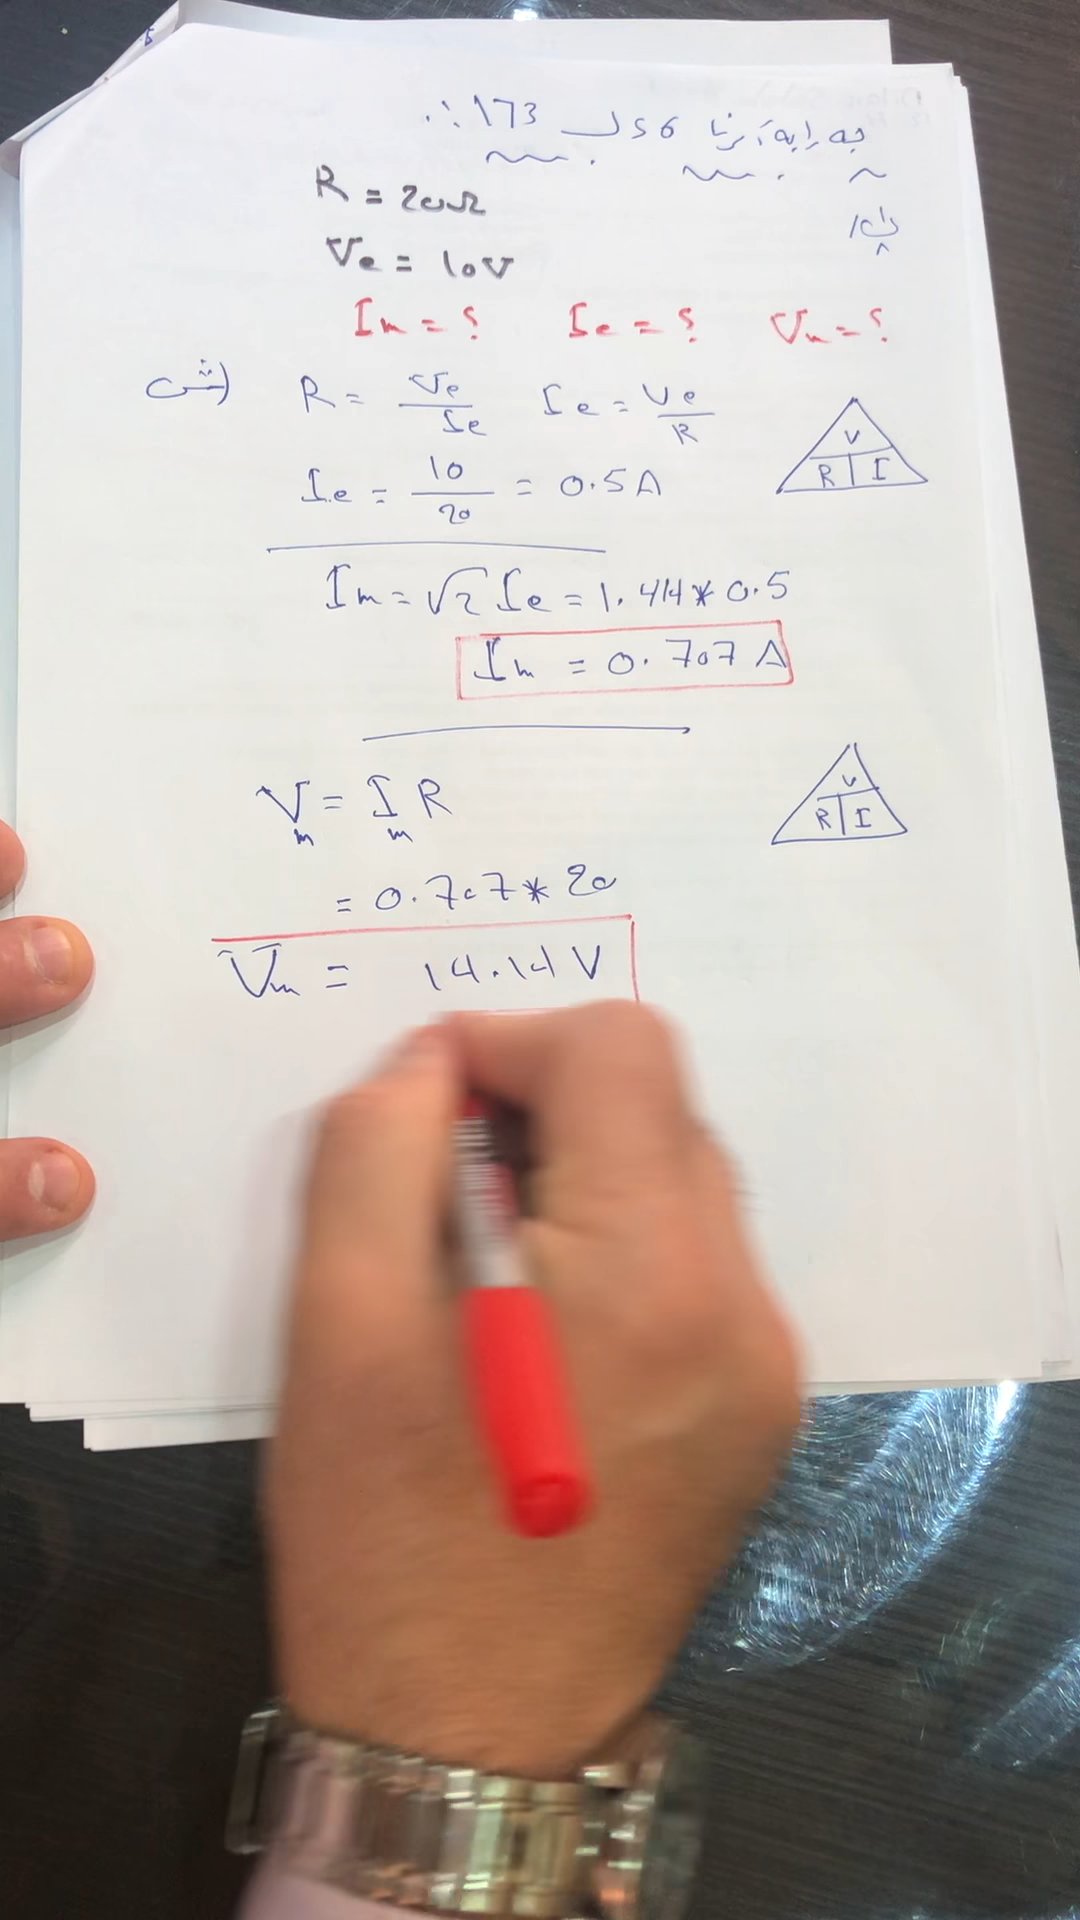 6 ل 173
R = 20Ω
Ve = 10V
Im = ? Ie = ? Vm = ?
R = Ve/Ie Ie = Ve/R
V
R I
Ie = 10/20 = 0.5A
Im = √2 Ie = 1.414 * 0.5
Im = 0.707 A
V
R I
Vm = Im R
= 0.707 * 20
Vm = 14.14 V